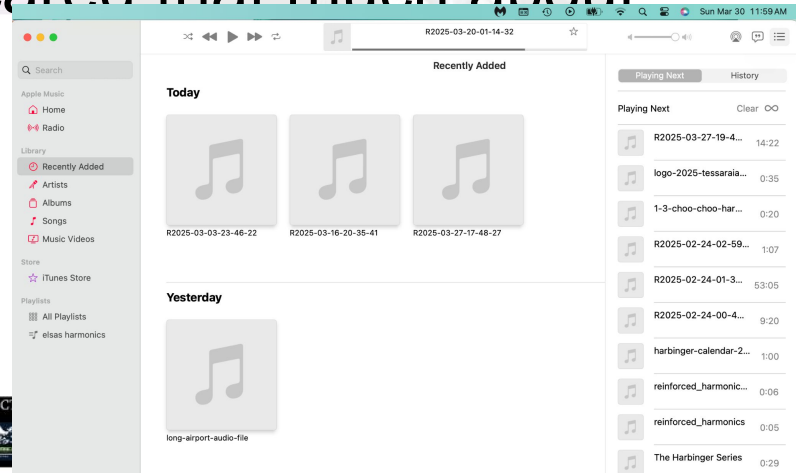 Sun Mar 30 11:59 AM
R2025-03-20-01-14-32
Search
Apple Music
Home
Radio
Library
Recently Added
Artists
Albums
Songs
Music Videos
Store
iTunes Store
Playlists
All Playlists
elsas harmonics
Recently Added
Today
R2025-03-03-23-46-22
R2025-03-16-20-35-41
R2025-03-27-17-48-27
Yesterday
long-airport-audio-file
Playing Next
History
Playing Next Clear
R2025-03-27-19-4... 14:22
logo-2025-tessaraia... 0:35
1-3-choo-choo-har... 0:20
R2025-02-24-02-59... 1:07
R2025-02-24-01-3... 53:05
R2025-02-24-00-4... 9:20
harbinger-calendar-2... 1:00
reinforced_harmonic... 0:06
reinforced_harmonics 0:05
The Harbinger Series 0:29